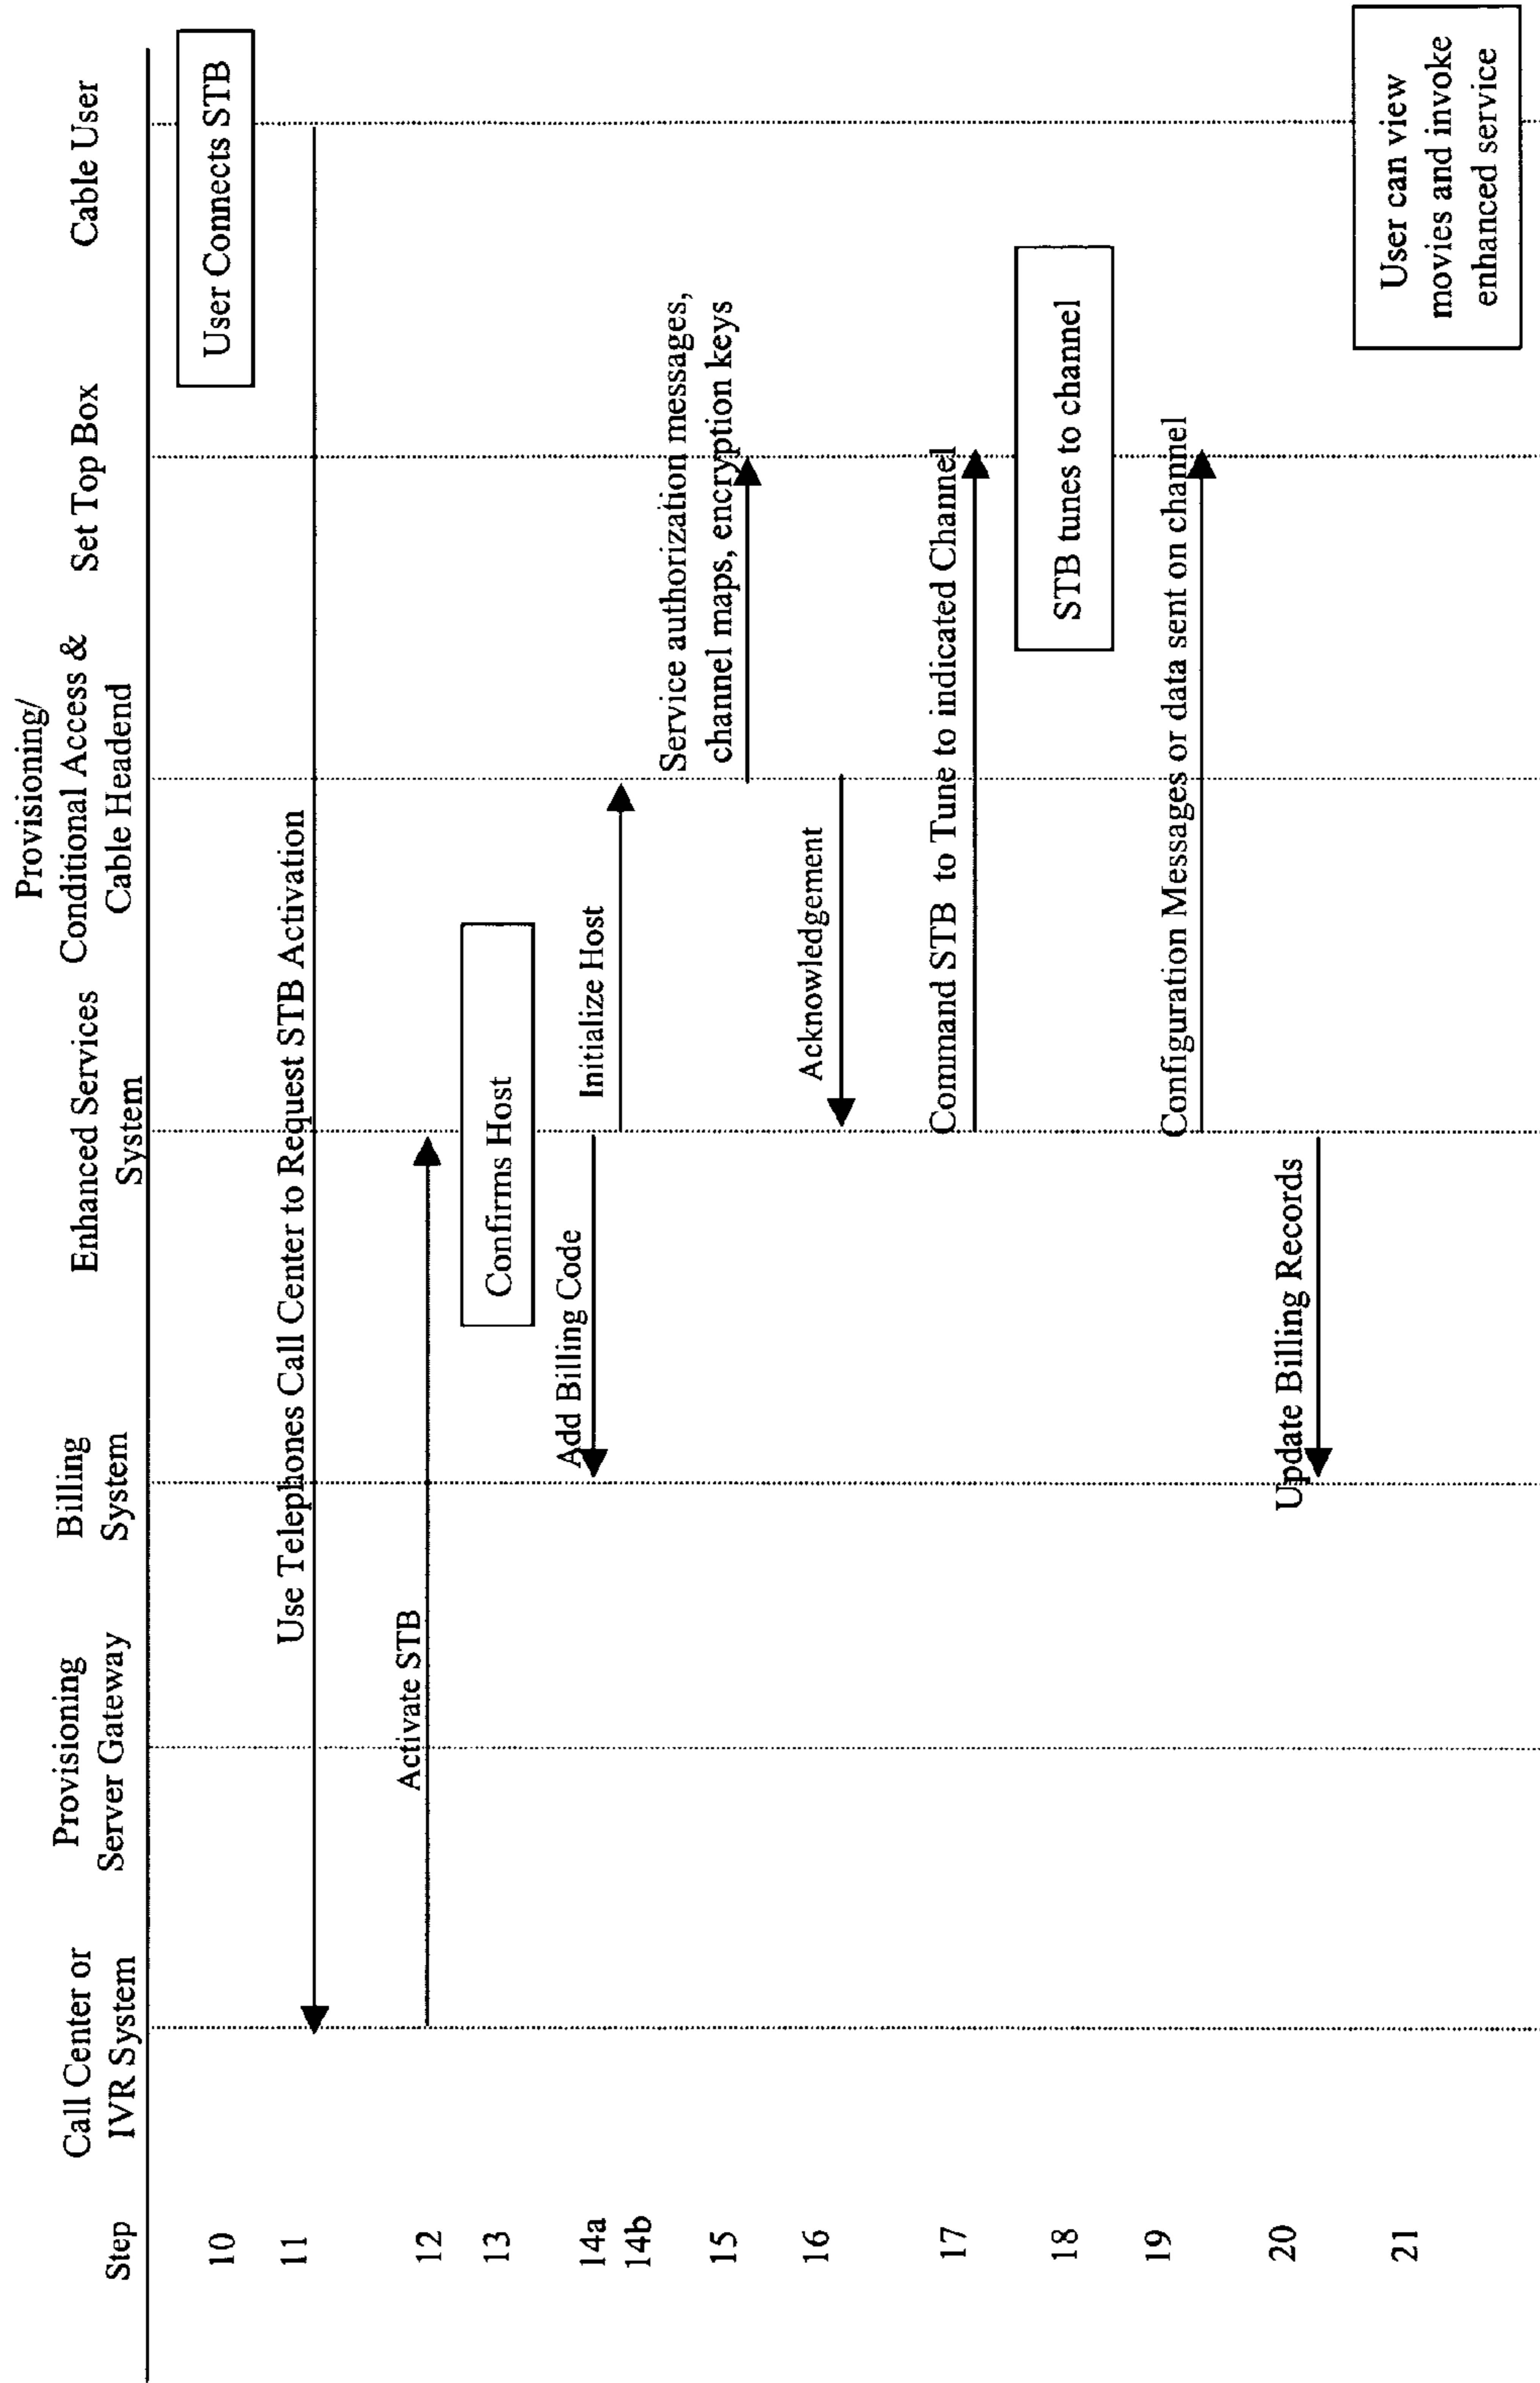 Step
Call Center or
IVR System
Provisioning
Server Gateway
Billing
System
Enhanced Services
System
Provisioning/
Conditional Access &
Cable Headend
Set Top Box
Cable User
10
User Connects STB
11
Use Telephones Call Center to Request STB Activation
12
Activate STB
13
Confirms Host
14a
Add Billing Code
14b
Initialize Host
15
Service authorization messages,
channel maps, encryption keys
16
Acknowledgement
17
Command STB to Tune to indicated Channel
18
STB tunes to channel
19
Configuration Messages or data sent on channel
20
Update Billing Records
21
User can view
movies and invoke
enhanced service